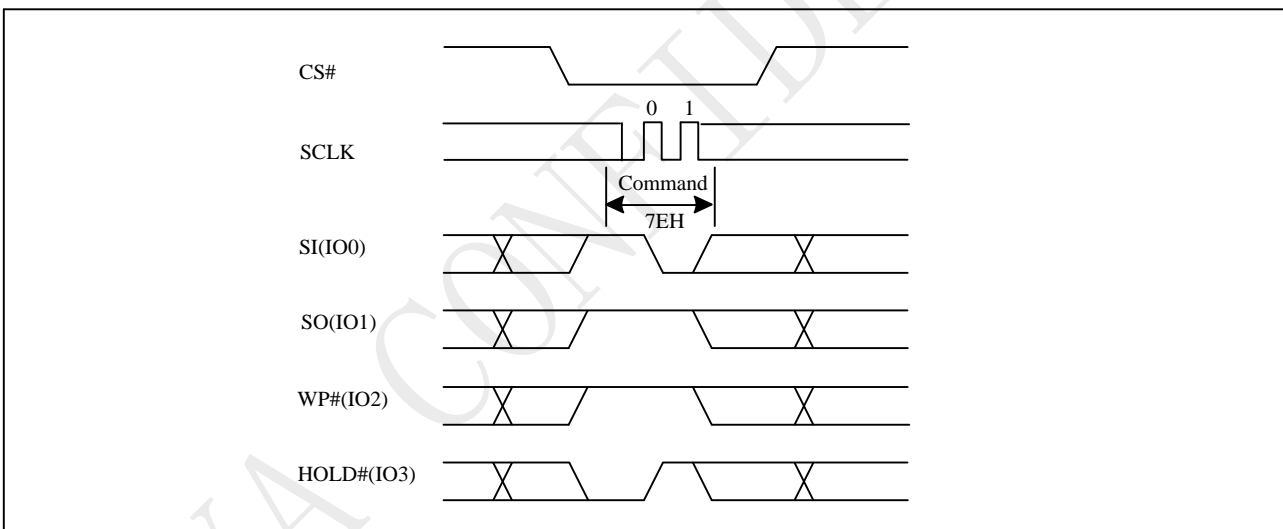 CS#
0 1
SCLK
Command
7EH
SI(IO0)
SO(IO1)
WP#(IO2)
HOLD#(IO3)